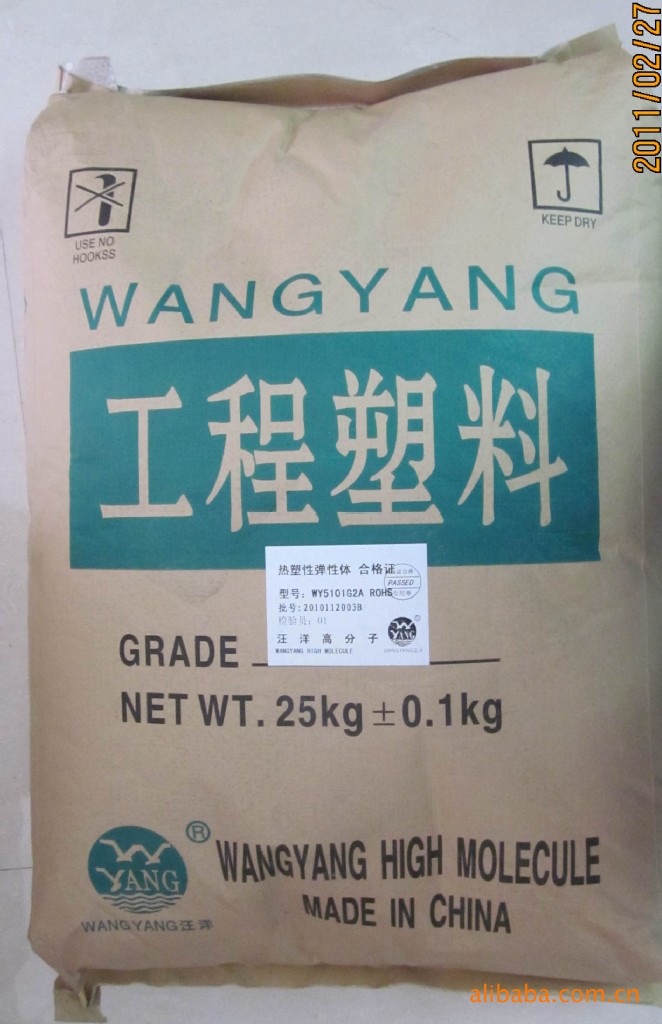 2011/02/27
USE NO
HOOKSS
KEEP DRY
WANGYANG
工程塑料
热塑性弹性体 合格证
PASSED
型号: WY5101G2A ROHS
批号:2010112003B
检验员: 01
汪洋高分子
WANGYANG HIGH MOLECULE
YANG
GRADE
NET WT. 25kg±0.1kg
YANG
®
WANGYANG汪洋
WANGYANG HIGH MOLECULE
MADE IN CHINA
alibaba.com.cn